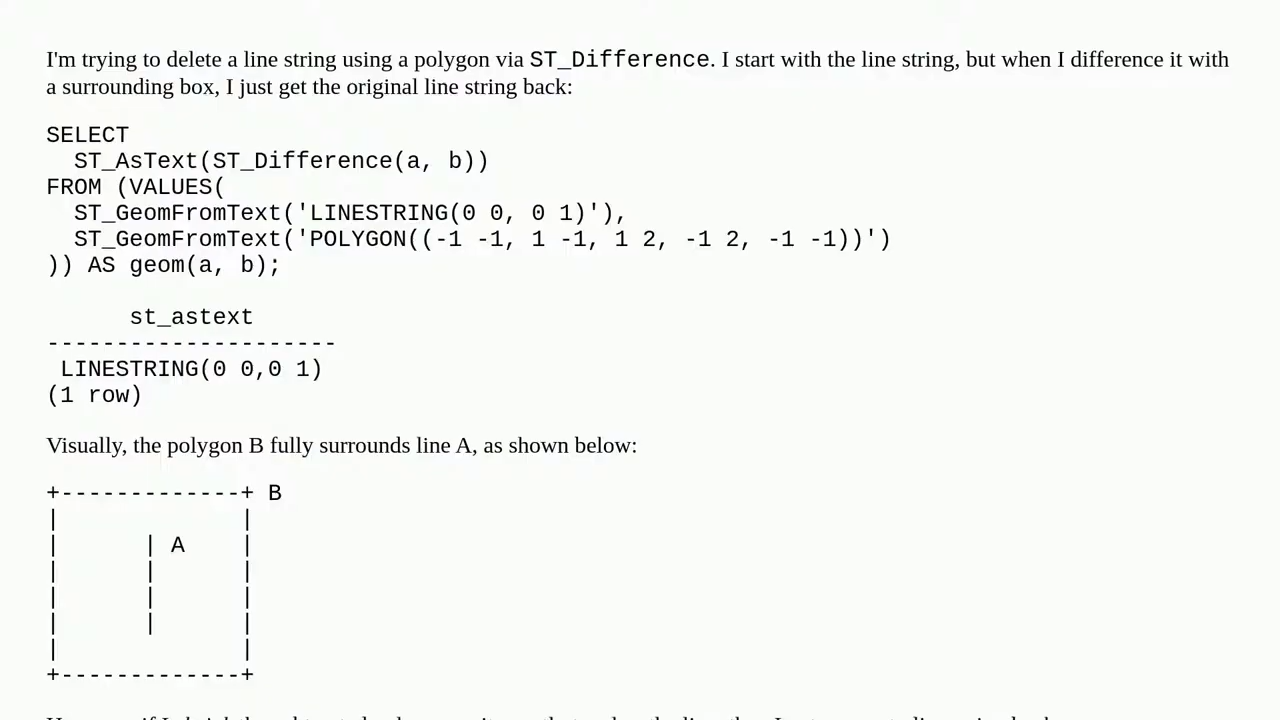 I'm trying to delete a line string using a polygon via ST_Difference. I start with the line string, but when I difference it with
a surrounding box, I just get the original line string back:
SELECT
  ST_AsText(ST_Difference(a, b))
FROM (VALUES(
  ST_GeomFromText('LINESTRING(0 0, 0 1)'),
  ST_GeomFromText('POLYGON((-1 -1, 1 -1, 1 2, -1 2, -1 -1))')
)) AS geom(a, b);
      st_astext
---------------------
 LINESTRING(0 0,0 1)
(1 row)
Visually, the polygon B fully surrounds line A, as shown below:
+-------------+ B
|             |
|      | A    |
|      |      |
|      |      |
|      |      |
|             |
+-------------+